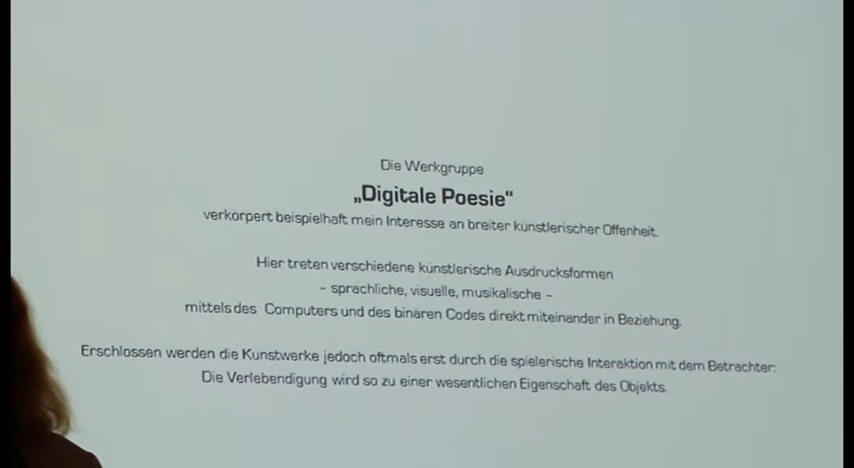 Die Werkgruppe
„Digitale Poesie“
verkörpert beispielhaft mein Interesse an breiter künstlerischer Offenheit.
Hier treten verschiedene künstlerische Ausdrucksformen
– sprachliche, visuelle, musikalische –
mittels des Computers und des binären Codes direkt miteinander in Beziehung.
Erschlossen werden die Kunstwerke jedoch oftmals erst durch die spielerische Interaktion mit dem Betrachter.
Die Verlebendigung wird so zu einer wesentlichen Eigenschaft des Objekts.